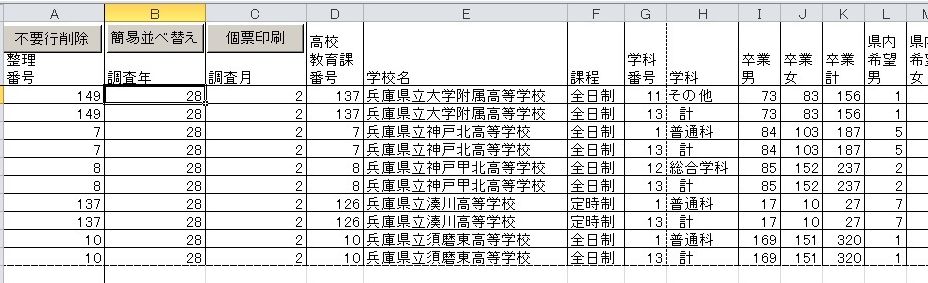 A B C D E F G H I J K L
不要行削除 簡易並べ替え 個票印刷
整理番号 調査年 調査月 高校教育課番号 学校名 課程 学科番号 学科 卒業男 卒業女 卒業計 県内希望男 県内希望女
149 28 2 137 兵庫県立大学附属高等学校 全日制 11 その他 73 83 156 1
149 28 2 137 兵庫県立大学附属高等学校 全日制 13 計 73 83 156 1
7 28 2 7 兵庫県立神戸北高等学校 全日制 1 普通科 84 103 187 5
7 28 2 7 兵庫県立神戸北高等学校 全日制 13 計 84 103 187 5
8 28 2 8 兵庫県立神戸甲北高等学校 全日制 12 総合学科 85 152 237 2
8 28 2 8 兵庫県立神戸甲北高等学校 全日制 13 計 85 152 237 2
137 28 2 126 兵庫県立湊川高等学校 定時制 1 普通科 17 10 27 7
137 28 2 126 兵庫県立湊川高等学校 定時制 13 計 17 10 27 7
10 28 2 10 兵庫県立須磨東高等学校 全日制 1 普通科 169 151 320 1
10 28 2 10 兵庫県立須磨東高等学校 全日制 13 計 169 151 320 1